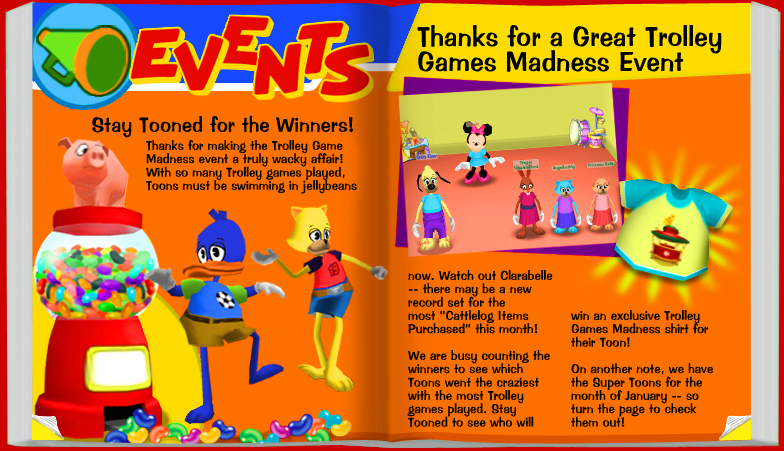 EVENTS
Stay Tooned for the Winners!
Thanks for making the Trolley Game
Madness event a truly wacky affair!
With so many Trolley games played,
Toons must be swimming in jellybeans
Thanks for a Great Trolley
Games Madness Event
now. Watch out Clarabelle
-- there may be a new
record set for the
most "Cattlelog Items
Purchased" this month!
We are busy counting the
winners to see which
Toons went the craziest
with the most Trolley
games played. Stay
Tooned to see who will
win an exclusive Trolley
Games Madness shirt for
their Toon!
On another note, we have
the Super Toons for the
month of January -- so
turn the page to check
them out!